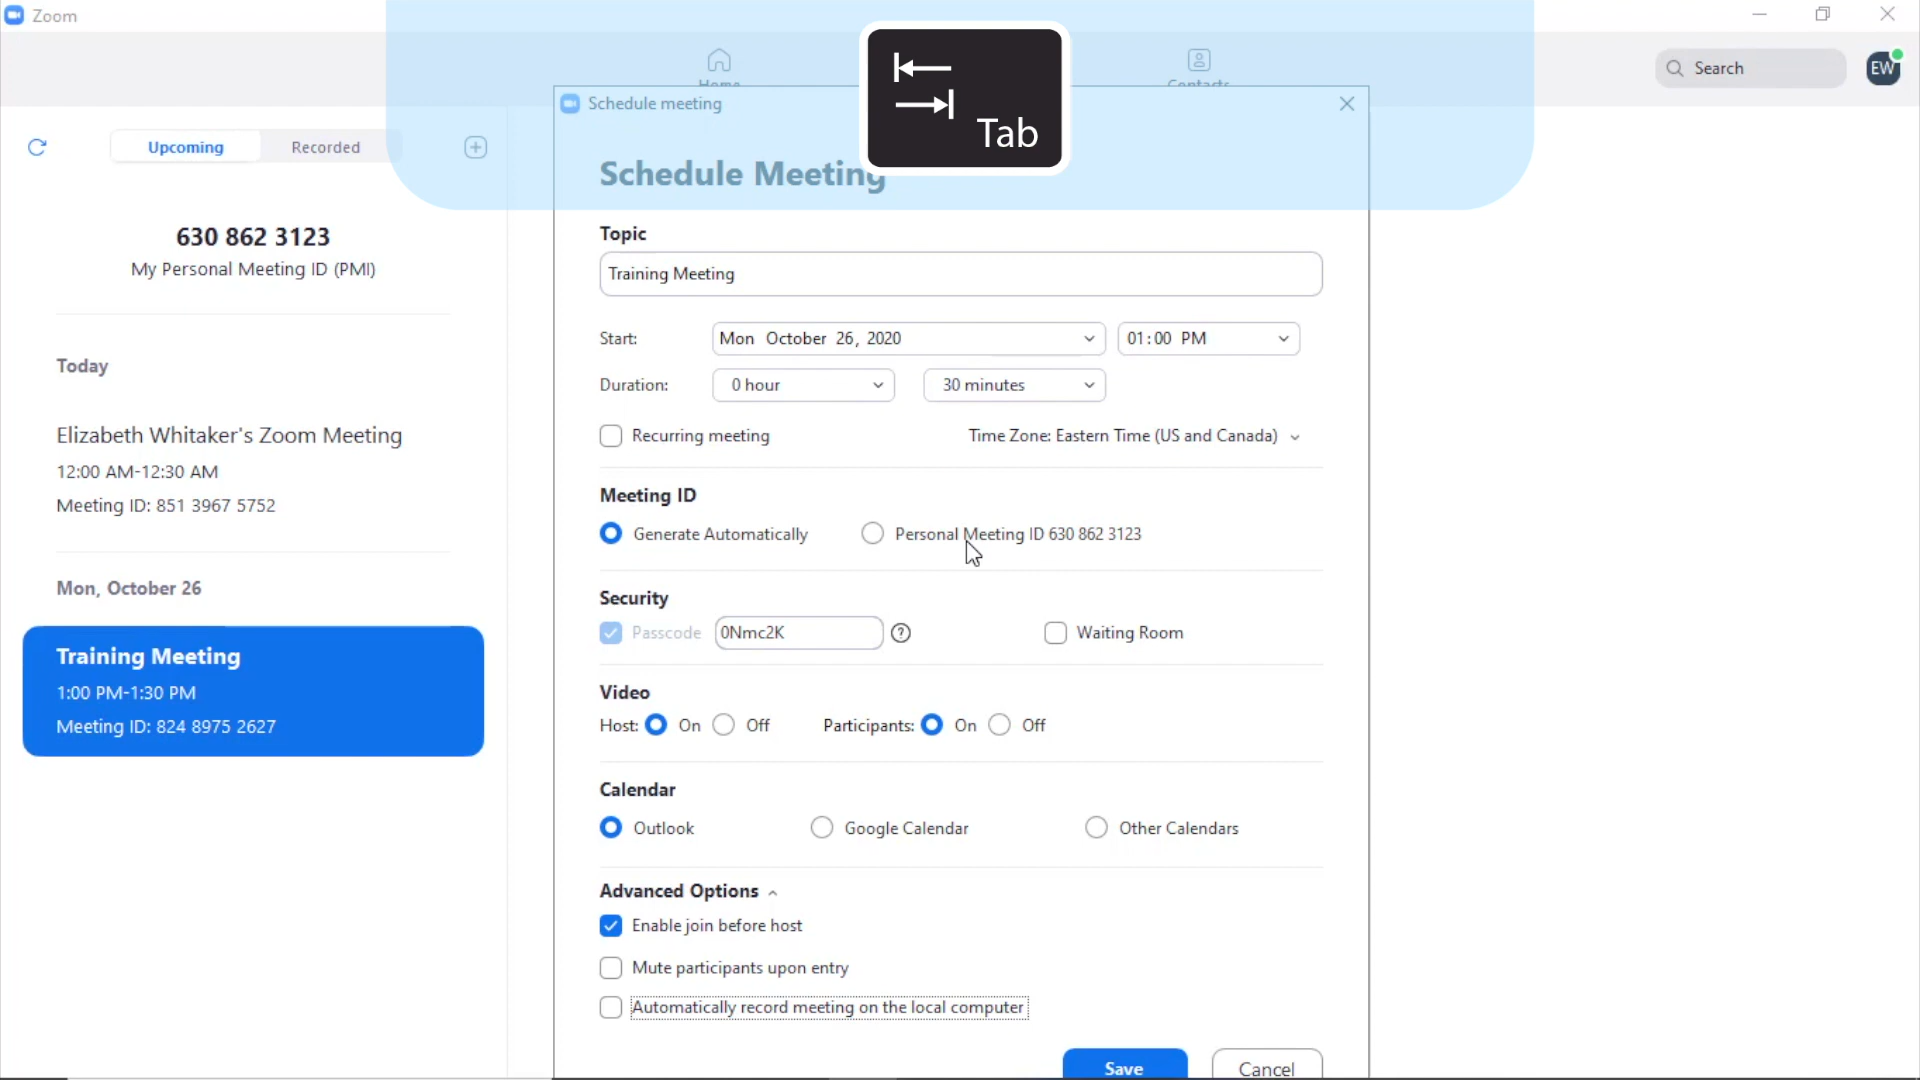 Zoom
Home
Contacts
Search
EW
Tab
Schedule meeting
Upcoming
Recorded
Schedule Meeting
630 862 3123
My Personal Meeting ID (PMI)
Today
Elizabeth Whitaker's Zoom Meeting
12:00 AM-12:30 AM
Meeting ID: 851 3967 5752
Mon, October 26
Training Meeting
1:00 PM-1:30 PM
Meeting ID: 824 8975 2627
Topic
Training Meeting
Start: Mon October 26, 2020 01:00 PM
Duration: 0 hour 30 minutes
Recurring meeting Time Zone: Eastern Time (US and Canada)
Meeting ID
Generate Automatically Personal Meeting ID 630 862 3123
Security
Passcode 0Nmc2K ? Waiting Room
Video
Host: On Off Participants: On Off
Calendar
Outlook Google Calendar Other Calendars
Advanced Options
Enable join before host
Mute participants upon entry
Automatically record meeting on the local computer
Save Cancel